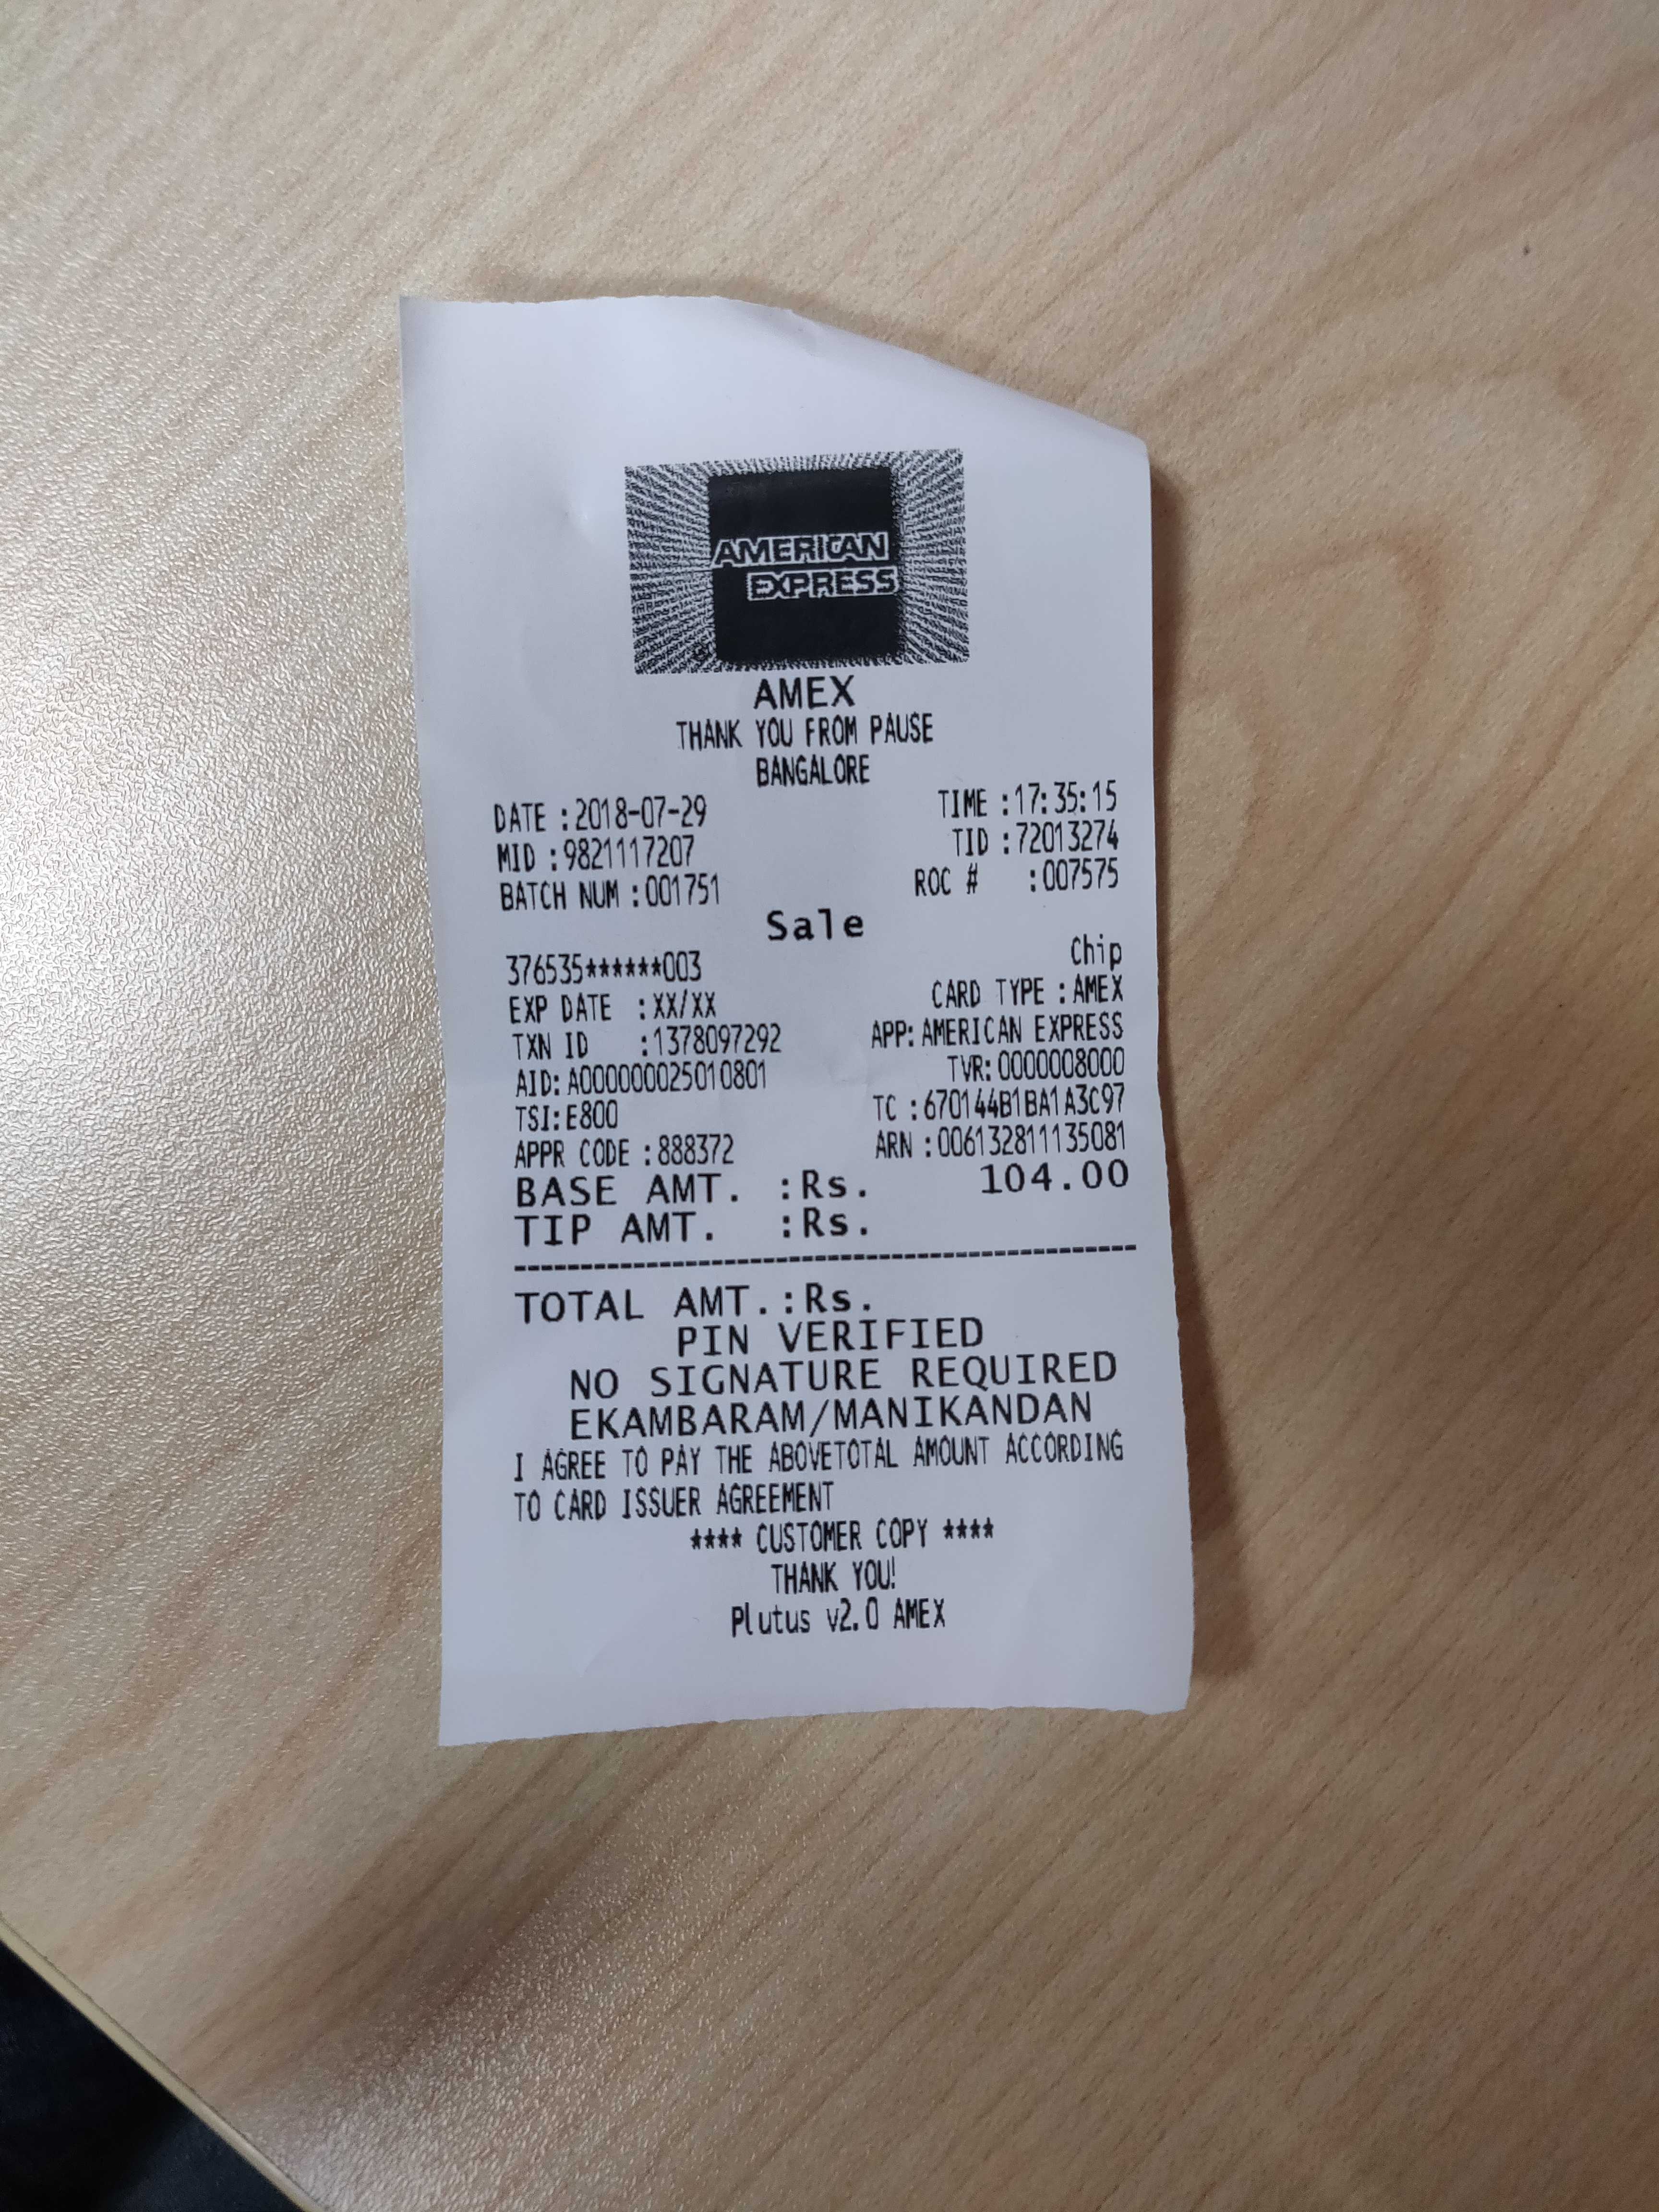 AMERICAN
EXPRESS
AMEX
THANK YOU FROM PAUSE
BANGALORE
DATE :2018-07-29 TIME :17:35:15
MID :9821117207 TID :72013274
BATCH NUM :001751 ROC # :007575
Sale
Chip
376535******003
EXP DATE :XX/XX CARD TYPE :AMEX
TXN ID :1378097292 APP:AMERICAN EXPRESS
AID:A000000025010801 TVR:0000008000
TSI:E800 TC :670144B1BA1A3C97
APPR CODE :888372 ARN :006132811135081
BASE AMT. :Rs. 104.00
TIP AMT. :Rs.
------------------------------------------------
TOTAL AMT.:Rs.
PIN VERIFIED
NO SIGNATURE REQUIRED
EKAMBARAM/MANIKANDAN
I AGREE TO PAY THE ABOVETOTAL AMOUNT ACCORDING
TO CARD ISSUER AGREEMENT
**** CUSTOMER COPY ****
THANK YOU!
Plutus v2.0 AMEX